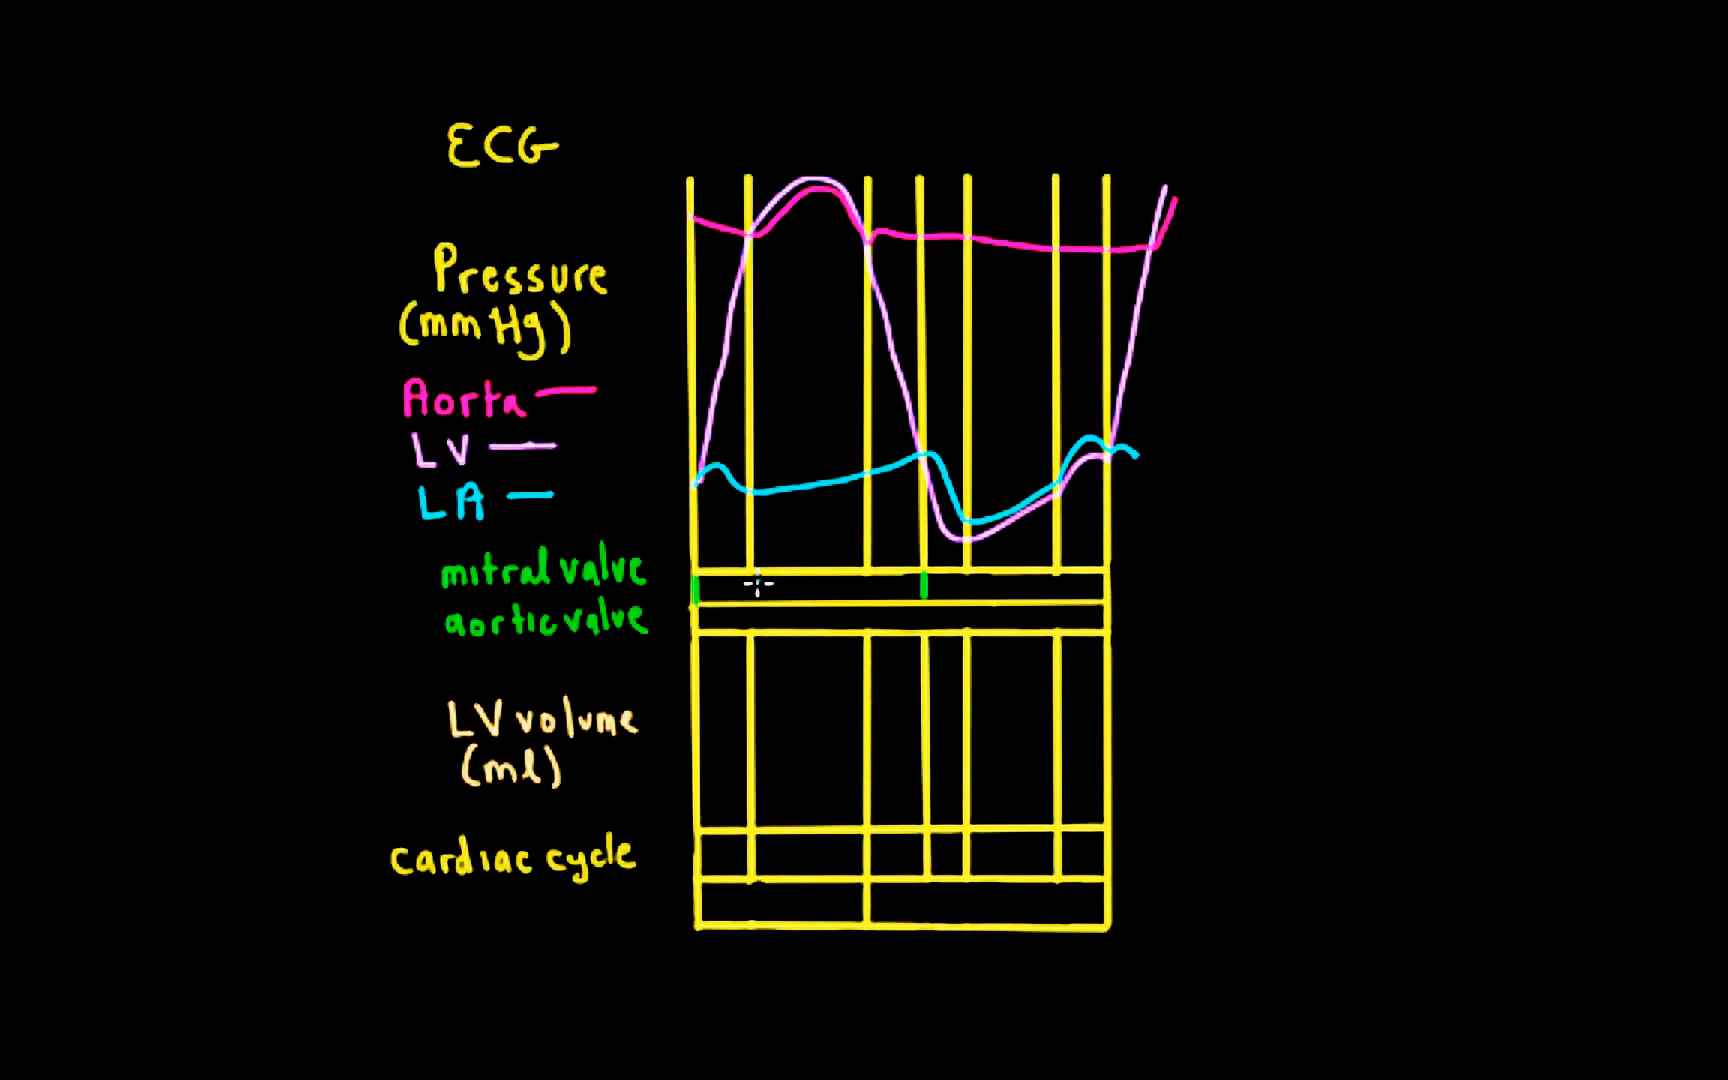 ECG
Pressure
(mm Hg)
Aorta
LV
LA
mitral valve
aortic valve
LV volume
(ml)
cardiac cycle